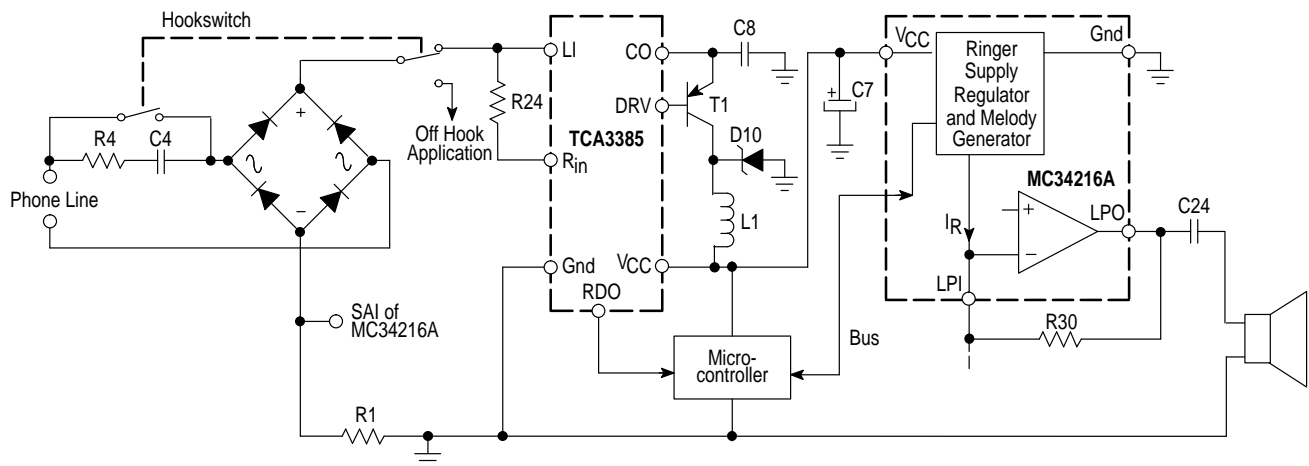 Hookswitch
R4
C4
Phone Line
+
−
SAI of
MC34216A
R1
Off Hook
Application
R24
LI
Rin
TCA3385
CO
DRV
Gnd
VCC
RDO
C8
T1
D10
L1
Micro-
controller
Bus
C7
+
VCC
Gnd
Ringer
Supply
Regulator
and Melody
Generator
MC34216A
IR
+
−
LPO
LPI
R30
C24